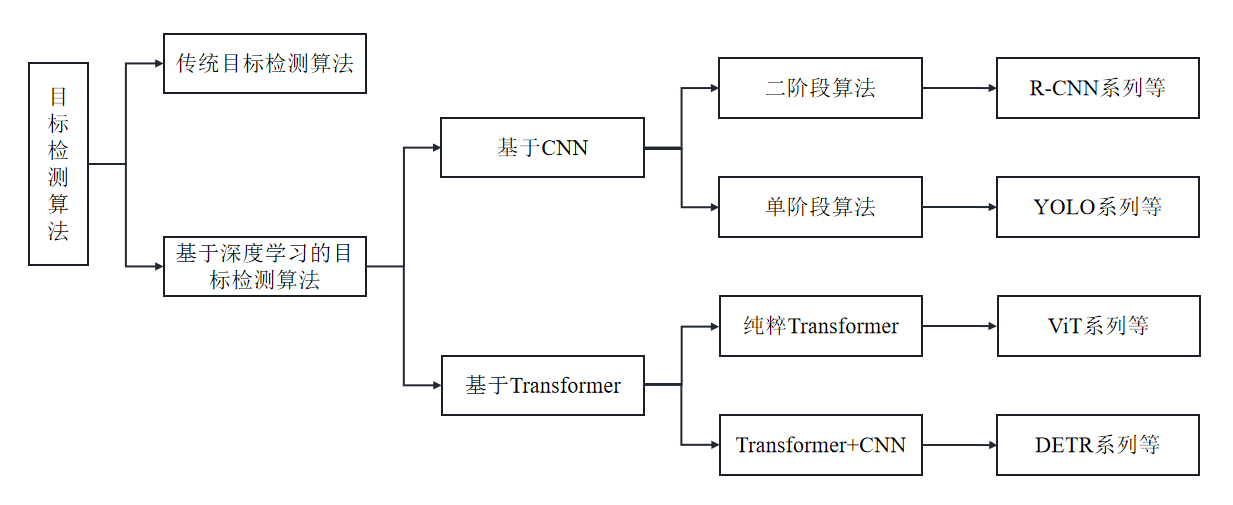 目标检测算法
传统目标检测算法
基于深度学习的目
标检测算法
基于CNN
二阶段算法
R-CNN系列等
单阶段算法
YOLO系列等
基于Transformer
纯粹Transformer
ViT系列等
Transformer+CNN
DETR系列等